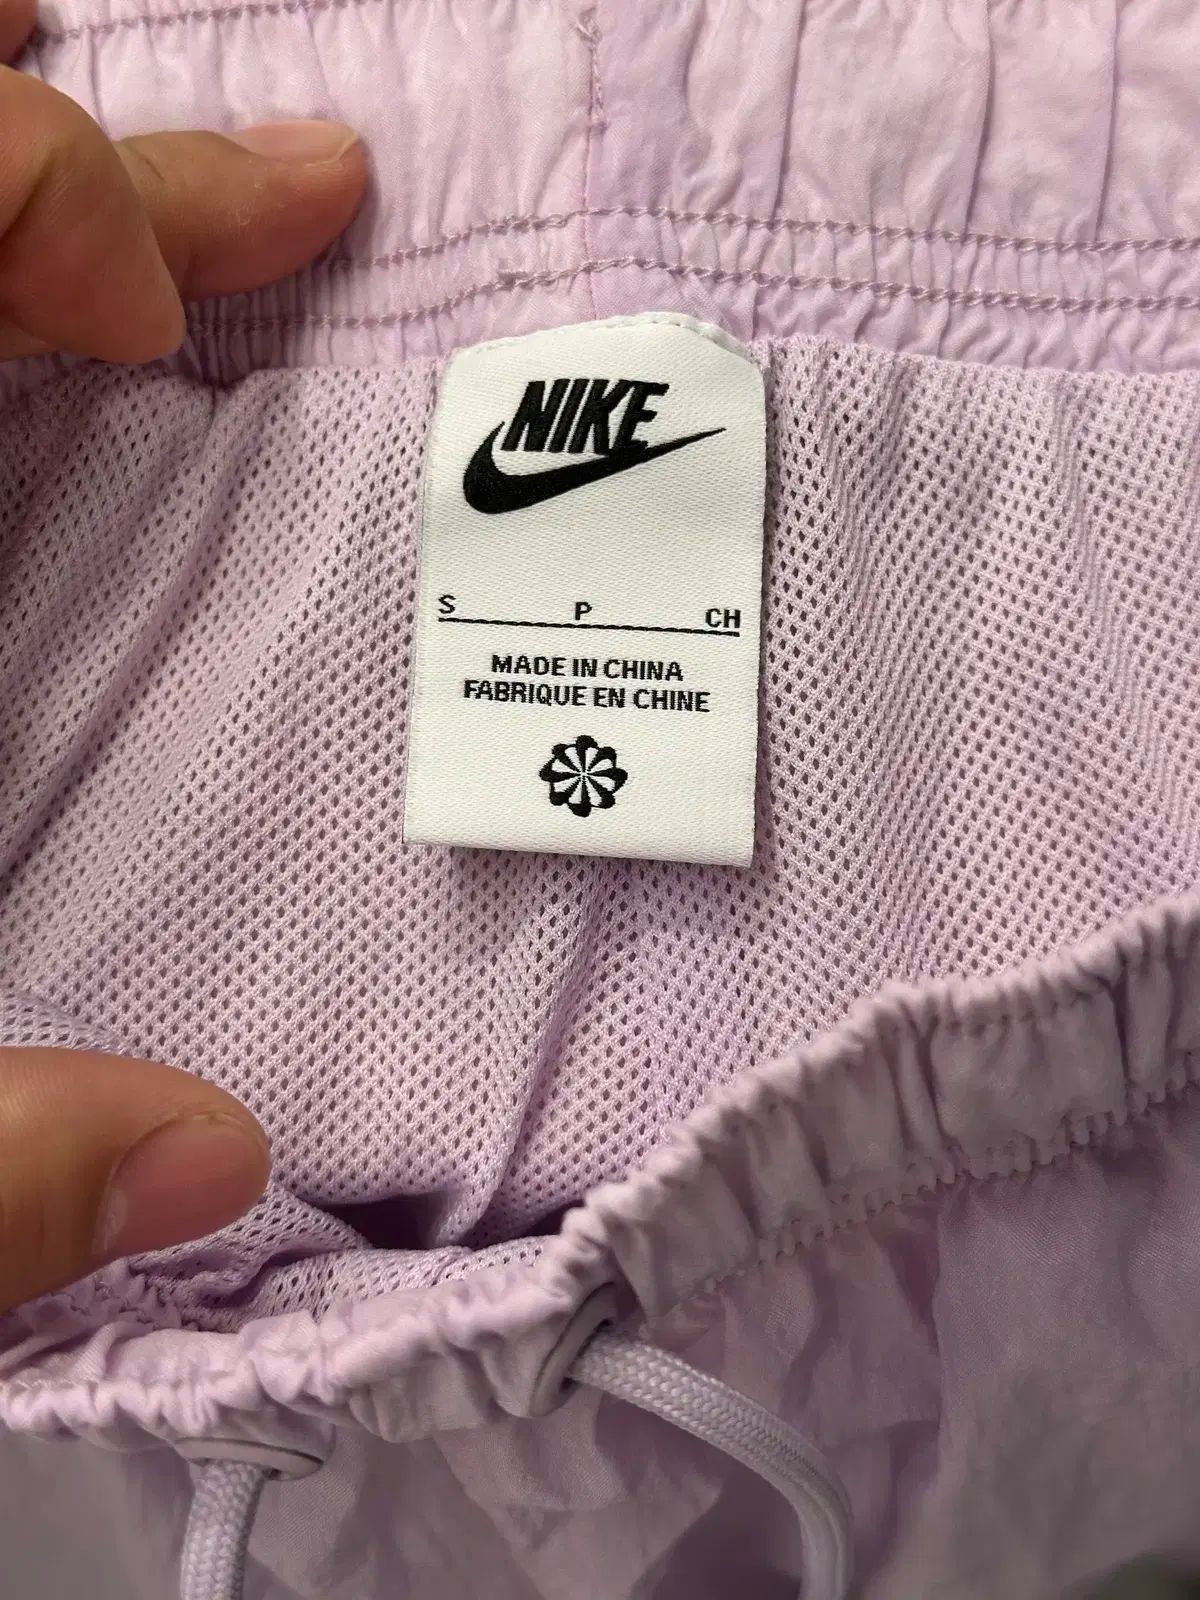 NIKE
S P CH
MADE IN CHINA
FABRIQUE EN CHINE